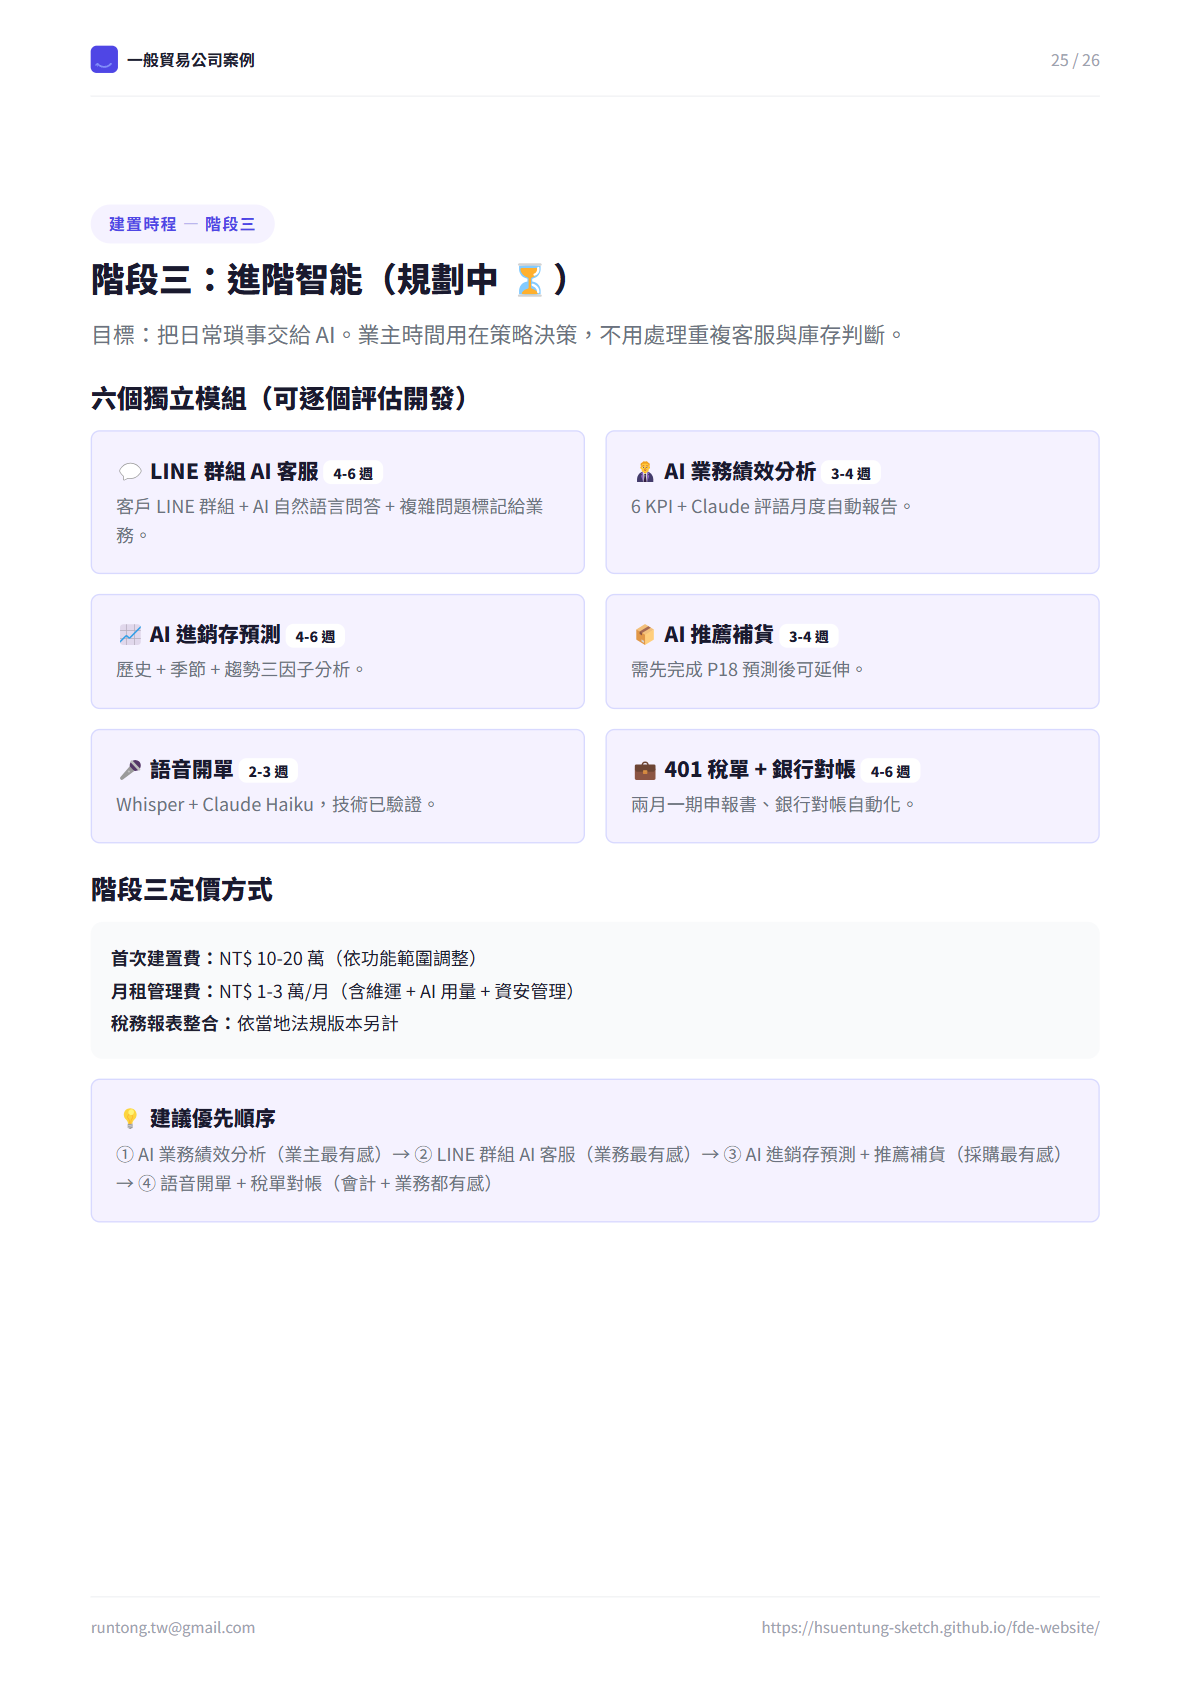 一般貿易公司案例
25 / 26
建置時程 — 階段三
階段三：進階智能（規劃中 ⏳）
目標：把日常瑣事交給 AI。業主時間用在策略決策，不用處理重複客服與庫存判斷。
六個獨立模組（可逐個評估開發）
💬 LINE 群組 AI 客服 4-6 週
客戶 LINE 群組 + AI 自然語言問答 + 複雜問題標記給業
務。
AI 業務績效分析 3-4 週
6 KPI + Claude 評語月度自動報告。
📈 AI 進銷存預測 4-6 週
歷史 + 季節 + 趨勢三因子分析。
📦 AI 推薦補貨 3-4 週
需先完成 P18 預測後可延伸。
🎤 語音開單 2-3 週
Whisper + Claude Haiku，技術已驗證。
💼 401 稅單 + 銀行對帳 4-6 週
兩月一期申報書、銀行對帳自動化。
階段三定價方式
首次建置費：NT$ 10-20 萬（依功能範圍調整）
月租管理費：NT$ 1-3 萬/月（含維運 + AI 用量 + 資安管理）
稅務報表整合：依當地法規版本另計
💡 建議優先順序
① AI 業務績效分析（業主最有感）→ ② LINE 群組 AI 客服（業務最有感）→ ③ AI 進銷存預測 + 推薦補貨（採購最有感）
→ ④ 語音開單 + 稅單對帳（會計 + 業務都有感）
runtong.tw@gmail.com
https://hsuentung-sketch.github.io/fde-website/